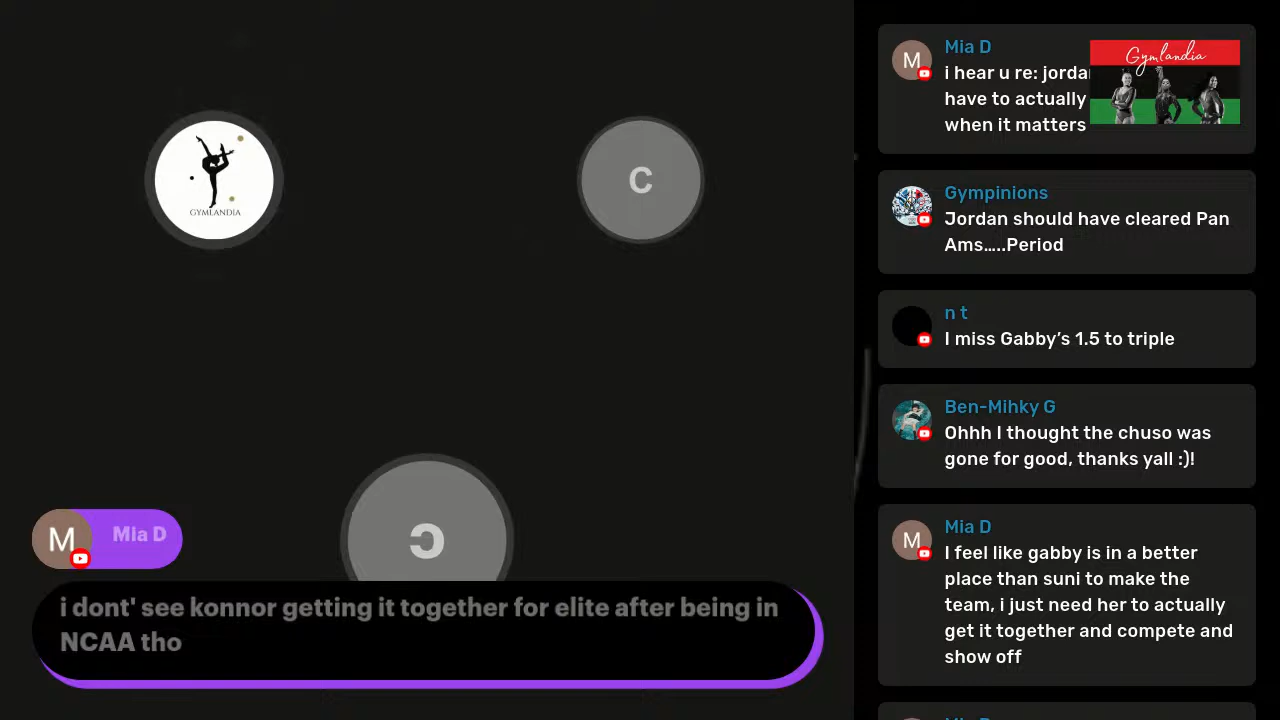 GYMLANDIA
C
ɔ
M
Mia D
i dont' see konnor getting it together for elite after being in
NCAA tho
M
Mia D
i hear u re: jordan
have to actually
when it matters
Gymlandia
Gympinions
Jordan should have cleared Pan
Ams.....Period
n t
I miss Gabby’s 1.5 to triple
Ben-Mihky G
Ohhh I thought the chuso was
gone for good, thanks yall :)!
M
Mia D
I feel like gabby is in a better
place than suni to make the
team, i just need her to actually
get it together and compete and
show off